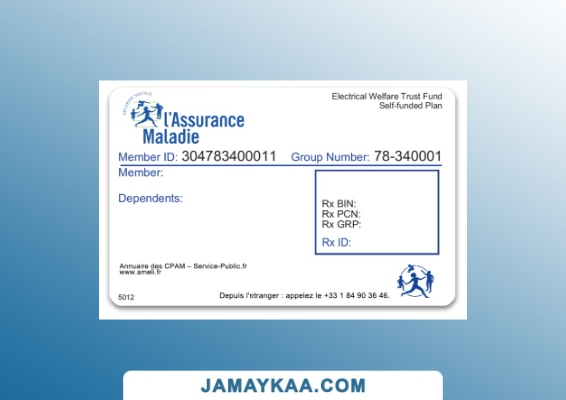 Electrical Welfare Trust Fund
Self-funded Plan
SÉCURITÉ SOCIALE
l'Assurance
Maladie
Member ID: 304783400011 Group Number: 78-340001
Member:
Dependents:
Rx BIN:
Rx PCN:
Rx GRP:
Rx ID:
Annuaire des CPAM – Service-Public.fr
www.ameli.fr
5012
Depuis l'ntranger : appelez le +33 1 84 90 36 46.
JAMAYKAA.COM